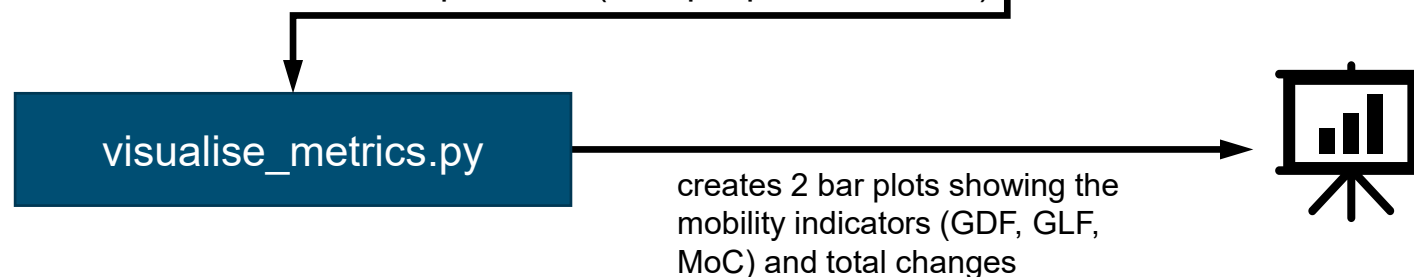 visualise_metrics.py
creates 2 bar plots showing the
mobility indicators (GDF, GLF,
MoC) and total changes